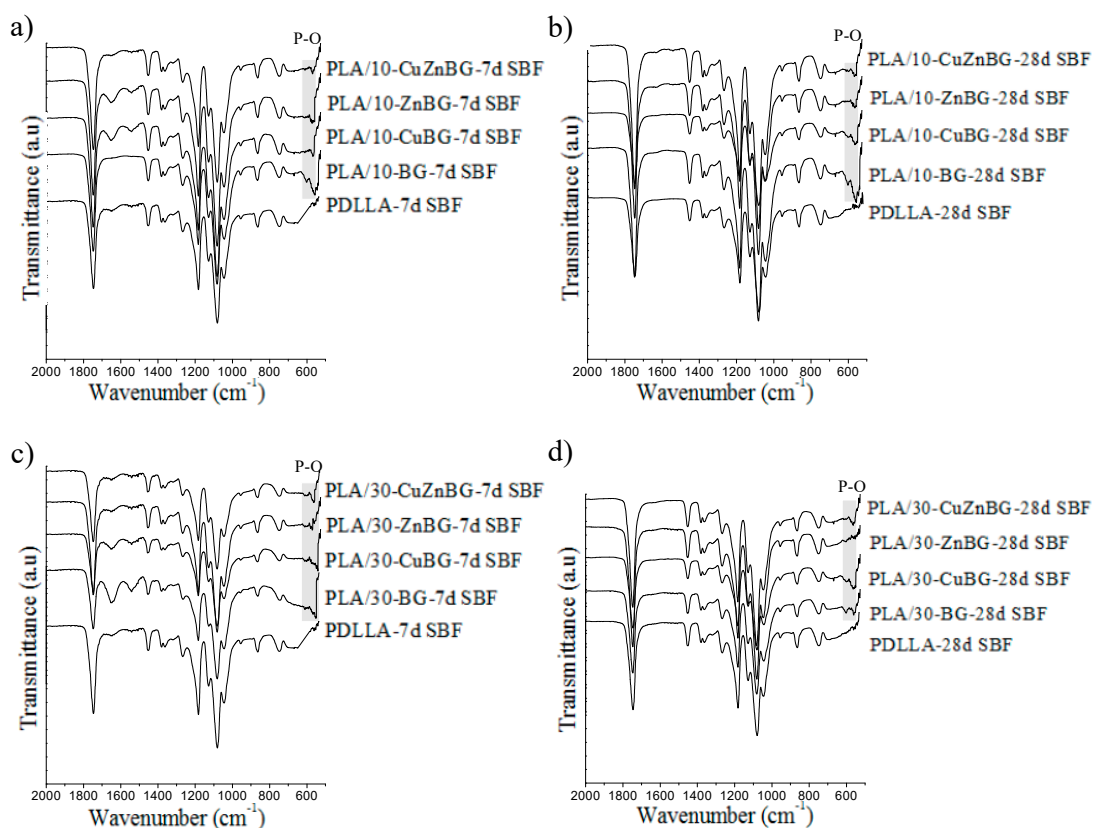 a)
P-O
PLA/10-CuZnBG-7d SBF
PLA/10-ZnBG-7d SBF
PLA/10-CuBG-7d SBF
PLA/10-BG-7d SBF
PDLLA-7d SBF
Transmittance (a.u)
2000 1800 1600 1400 1200 1000 800 600
Wavenumber (cm-1)
b)
P-O
PLA/10-CuZnBG-28d SBF
PLA/10-ZnBG-28d SBF
PLA/10-CuBG-28d SBF
PLA/10-BG-28d SBF
PDLLA-28d SBF
Transmittance (a.u)
2000 1800 1600 1400 1200 1000 800 600
Wavenumber (cm-1)
c)
P-O
PLA/30-CuZnBG-7d SBF
PLA/30-ZnBG-7d SBF
PLA/30-CuBG-7d SBF
PLA/30-BG-7d SBF
PDLLA-7d SBF
Transmittance (a.u)
2000 1800 1600 1400 1200 1000 800 600
Wavenumber (cm-1)
d)
P-O
PLA/30-CuZnBG-28d SBF
PLA/30-ZnBG-28d SBF
PLA/30-CuBG-28d SBF
PLA/30-BG-28d SBF
PDLLA-28d SBF
Transmittance (a.u)
2000 1800 1600 1400 1200 1000 800 600
Wavenumber (cm-1)